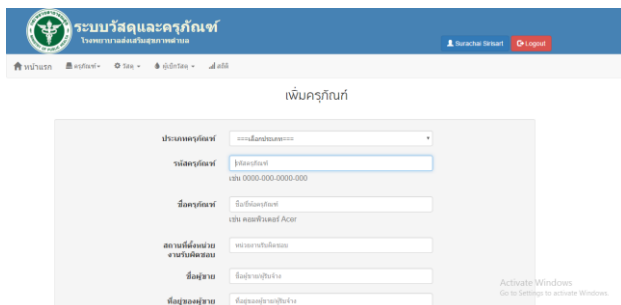 ระบบวัสดุและครุภัณฑ์
โรงพยาบาลส่งเสริมสุขภาพตำบล
Surachai Sirisart Logout
หน้าแรก ครุภัณฑ์ วัสดุ ผู้เบิกวัสดุ สถิติ
เพิ่มครุภัณฑ์
ประเภทครุภัณฑ์ ===เลือกประเภท===
รหัสครุภัณฑ์ รหัสครุภัณฑ์
เช่น 0000-000-0000-000
ชื่อครุภัณฑ์ ชื่อ/ยี่ห้อครุภัณฑ์
เช่น คอมพิวเตอร์ Acer
สถานที่ตั้งหน่วย หน่วยงานรับผิดชอบ
งานรับผิดชอบ
ชื่อผู้ขาย ชื่อผู้ขาย/ผู้รับจ้าง
ที่อยู่ของผู้ขาย ที่อยู่ของผู้ขาย/ผู้รับจ้าง
Activate Windows
Go to Settings to activate Windows.